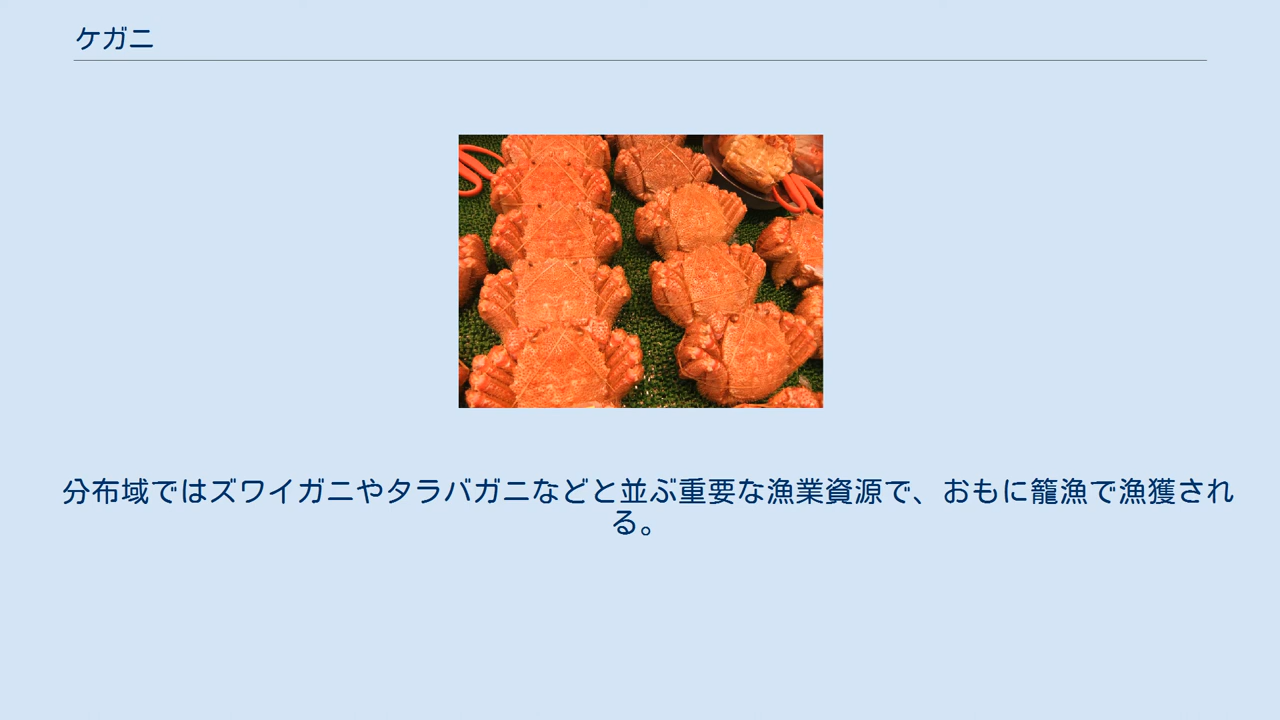 ケガニ
分布域ではズワイガニやタラバガニなどと並ぶ重要な漁業資源で、おもに籠漁で漁獲され
る。